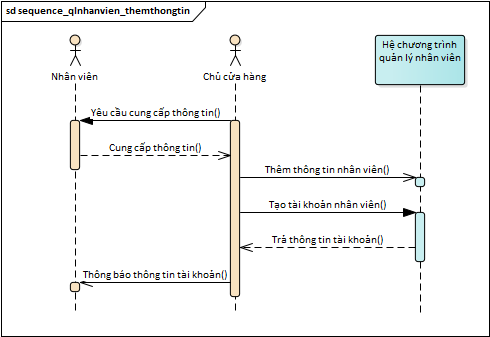 sd sequence_qlnhanvien_themthongtin
Nhân viên
Chủ cửa hàng
Hệ chương trình
quản lý nhân viên
Yêu cầu cung cấp thông tin()
Cung cấp thông tin()
Thêm thông tin nhân viên()
Tạo tài khoản nhân viên()
Trả thông tin tài khoản()
Thông báo thông tin tài khoản()